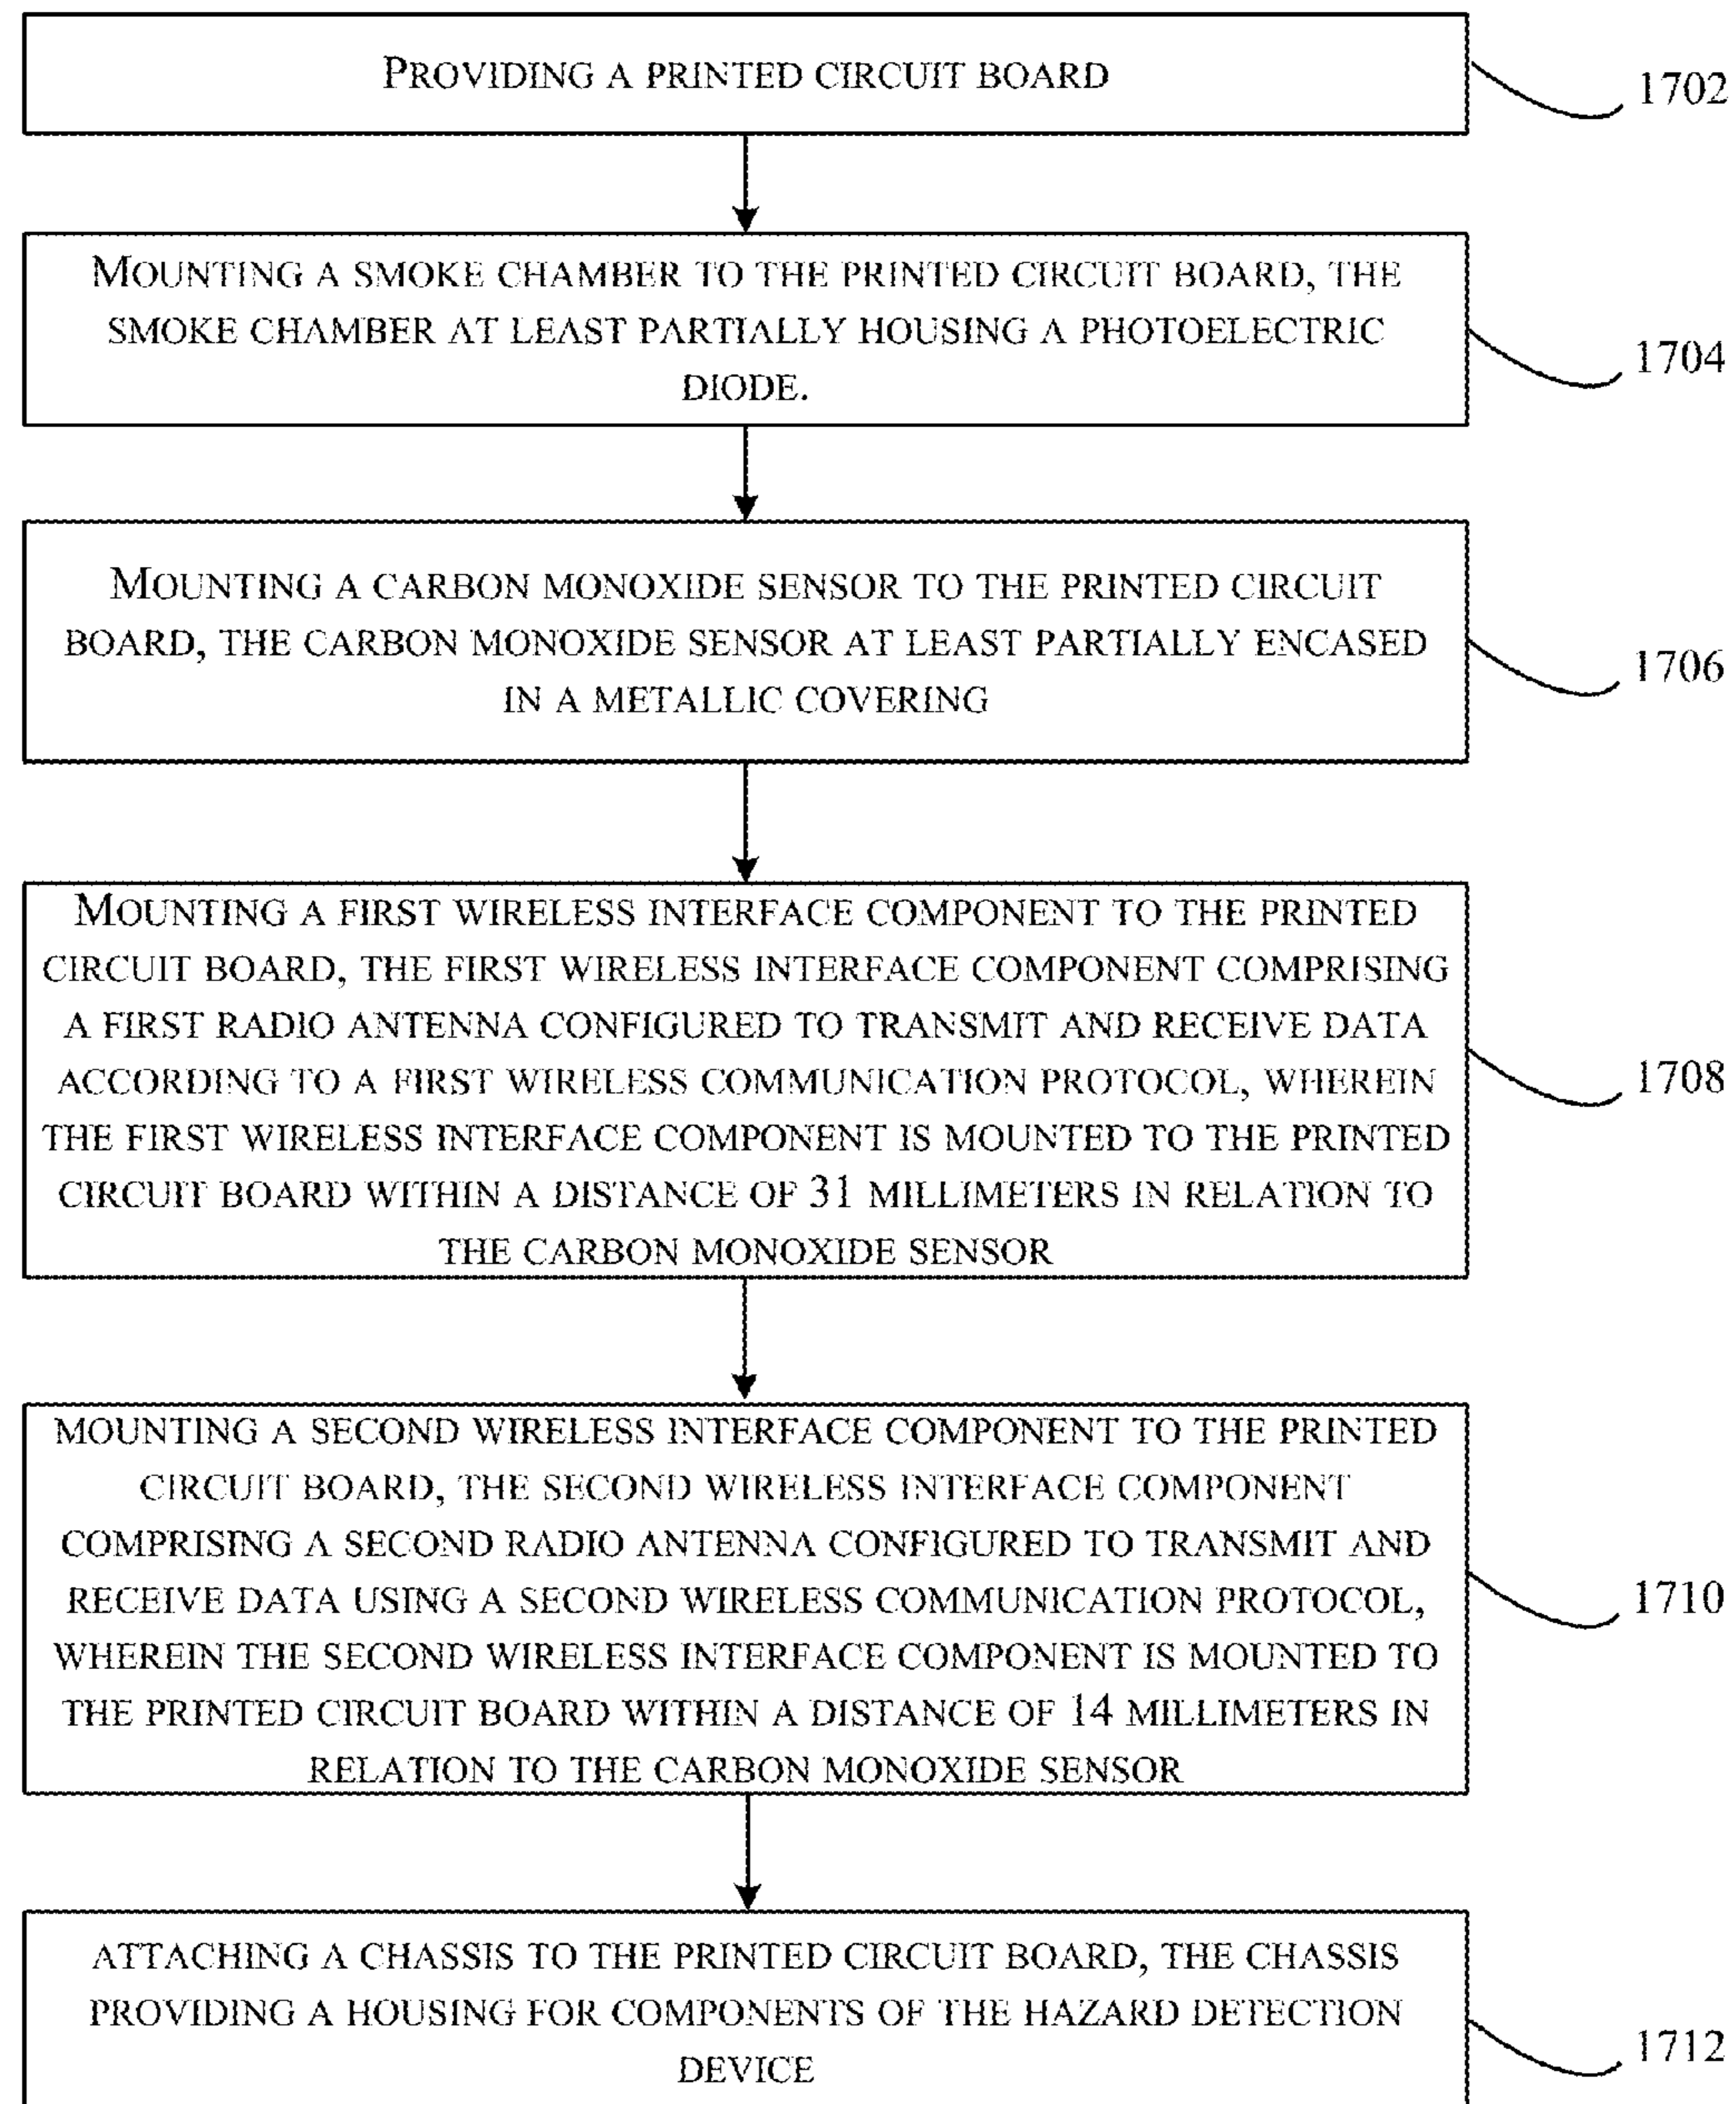 PROVIDING A PRINTED CIRCUIT BOARD
1702
MOUNTING A SMOKE CHAMBER TO THE PRINTED CIRCUIT BOARD, THE
SMOKE CHAMBER AT LEAST PARTIALLY HOUSING A PHOTOELECTRIC
DIODE.
1704
MOUNTING A CARBON MONOXIDE SENSOR TO THE PRINTED CIRCUIT
BOARD, THE CARBON MONOXIDE SENSOR AT LEAST PARTIALLY ENCASED
IN A METALLIC COVERING
1706
MOUNTING A FIRST WIRELESS INTERFACE COMPONENT TO THE PRINTED
CIRCUIT BOARD, THE FIRST WIRELESS INTERFACE COMPONENT COMPRISING
A FIRST RADIO ANTENNA CONFIGURED TO TRANSMIT AND RECEIVE DATA
ACCORDING TO A FIRST WIRELESS COMMUNICATION PROTOCOL, WHEREIN
THE FIRST WIRELESS INTERFACE COMPONENT IS MOUNTED TO THE PRINTED
CIRCUIT BOARD WITHIN A DISTANCE OF 31 MILLIMETERS IN RELATION TO
THE CARBON MONOXIDE SENSOR
1708
MOUNTING A SECOND WIRELESS INTERFACE COMPONENT TO THE PRINTED
CIRCUIT BOARD, THE SECOND WIRELESS INTERFACE COMPONENT
COMPRISING A SECOND RADIO ANTENNA CONFIGURED TO TRANSMIT AND
RECEIVE DATA USING A SECOND WIRELESS COMMUNICATION PROTOCOL,
WHEREIN THE SECOND WIRELESS INTERFACE COMPONENT IS MOUNTED TO
THE PRINTED CIRCUIT BOARD WITHIN A DISTANCE OF 14 MILLIMETERS IN
RELATION TO THE CARBON MONOXIDE SENSOR
1710
ATTACHING A CHASSIS TO THE PRINTED CIRCUIT BOARD, THE CHASSIS
PROVIDING A HOUSING FOR COMPONENTS OF THE HAZARD DETECTION
DEVICE
1712